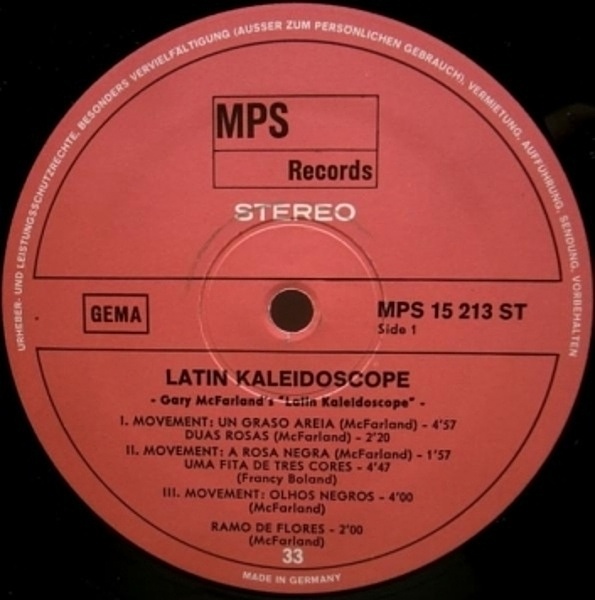 URHEBER- UND LEISTUNGSSCHUTZRECHTE, BESONDERS VERVIELFÄLTIGUNG (AUSSER ZUM PERSÖNLICHEN GEBRAUCH), VERMIETUNG, AUFFÜHRUNG, SENDUNG, VORBEHALTEN
MPS
Records
STEREO
GEMA
MPS 15 213 ST
Side 1
LATIN KALEIDOSCOPE
- Gary McFarland's "Latin Kaleidoscope" -
I. MOVEMENT: UN GRASO AREIA (McFarland) - 4'57
DUAS ROSAS (McFarland) - 2'20
II. MOVEMENT: A ROSA NEGRA (McFarland) - 1'57
UMA FITA DE TRES CORES - 4'47
(Francy Boland)
III. MOVEMENT: OLHOS NEGROS - 4'00
(McFarland)
RAMO DE FLORES - 2'00
(McFarland)
33
MADE IN GERMANY